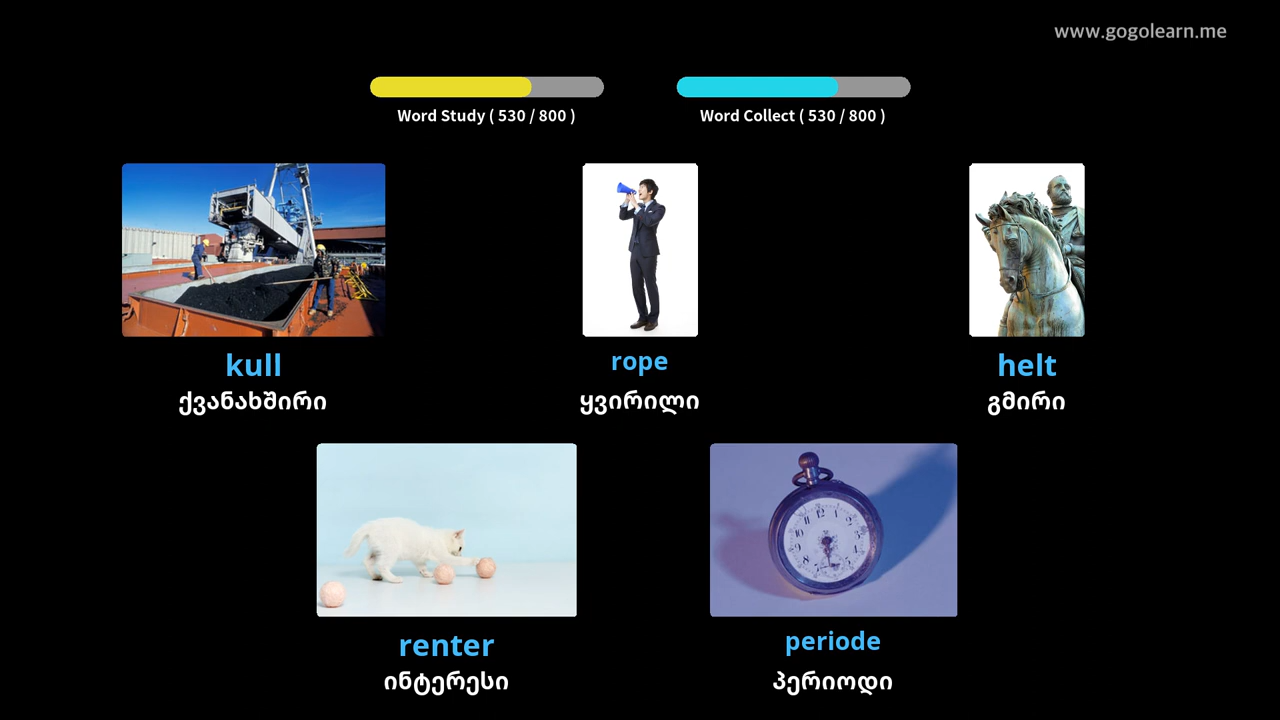 www.gogolearn.me
Word Study ( 530 / 800 )
Word Collect ( 530 / 800 )
kull
ქვანახშირი
rope
ყვირილი
helt
გმირი
renter
ინტერესი
periode
პერიოდი